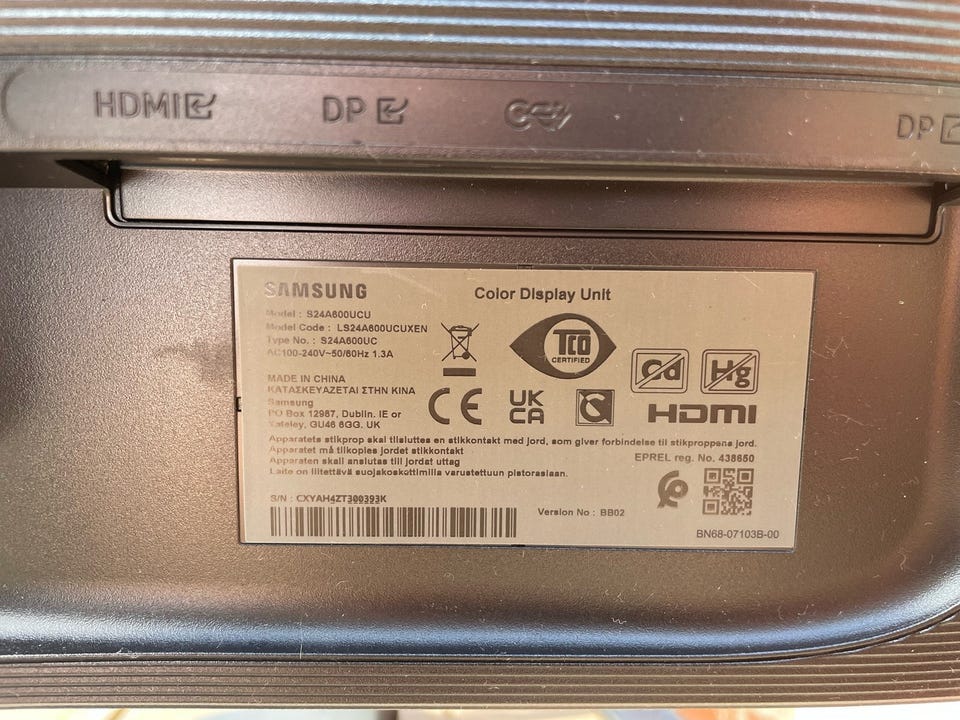 HDMI DP DP
SAMSUNG
Color Display Unit
Model : S24A600UCU
Model Code : LS24A600UCUXEN
Type No. : S24A600UC
AC100-240V~50/60Hz 1.3A
TCO
CERTIFIED
Cd Hg
MADE IN CHINA
ΚΑΤΑΣΚΕΥΑΖΕΤΑΙ ΣΤΗΝ ΚΙΝΑ
Samsung
PO Box 12987, Dublin. IE or
Yateley, GU46 6GG. UK
CE
UK
CA
HDMI
Apparatets stikprop skal tilsluttes en stikkontakt med jord, som giver forbindelse til stikproppens jord.
Apparatet må tilkoples jordet stikkontakt
Apparaten skall anslutas till jordat uttag
Laite on liitettävä suojakoskettimilla varustettuun pistorasiaan.
EPREL reg. No. 438650
S/N : CXYAH4ZT300393K
Version No : BB02
BN68-07103B-00